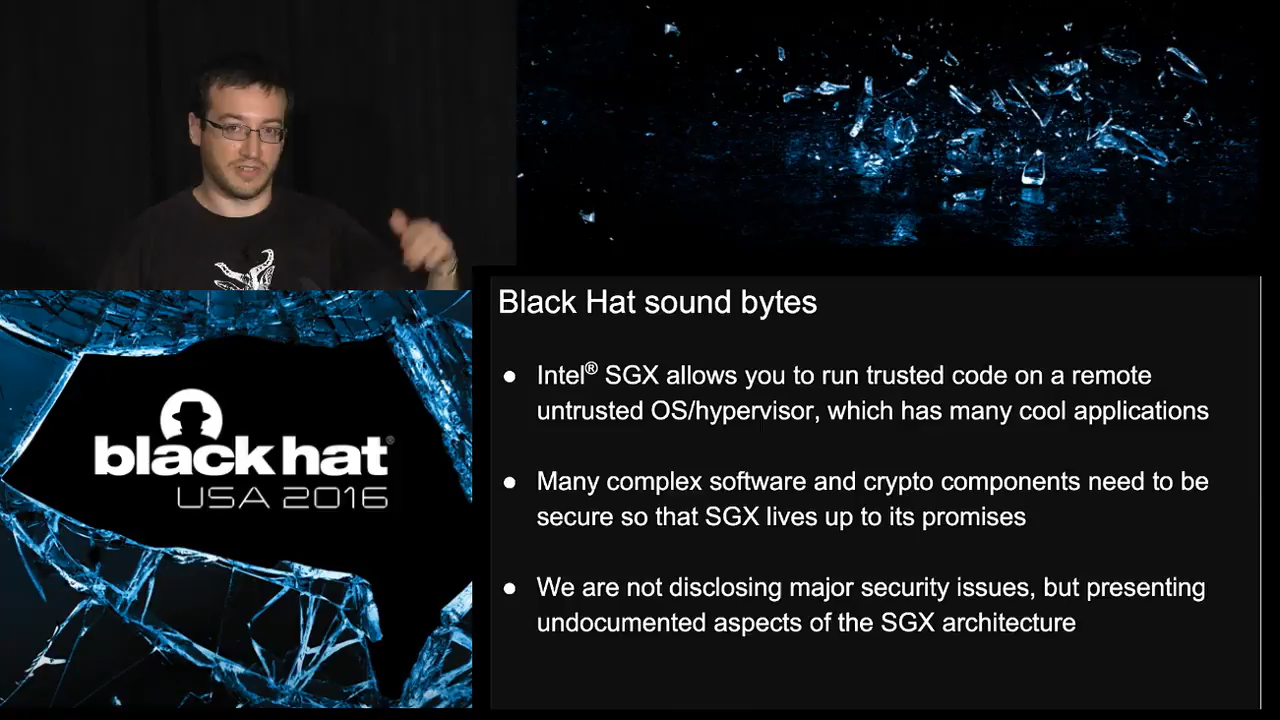 Black Hat sound bytes
● Intel® SGX allows you to run trusted code on a remote
untrusted OS/hypervisor, which has many cool applications
● Many complex software and crypto components need to be
secure so that SGX lives up to its promises
● We are not disclosing major security issues, but presenting
undocumented aspects of the SGX architecture
black hat®
USA 2016